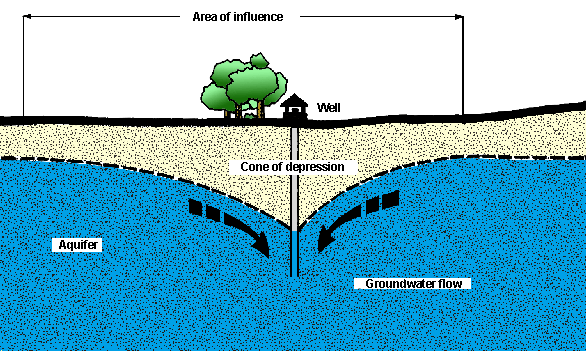 Area of influence
Well
Cone of depression
Aquifer
Groundwater flow